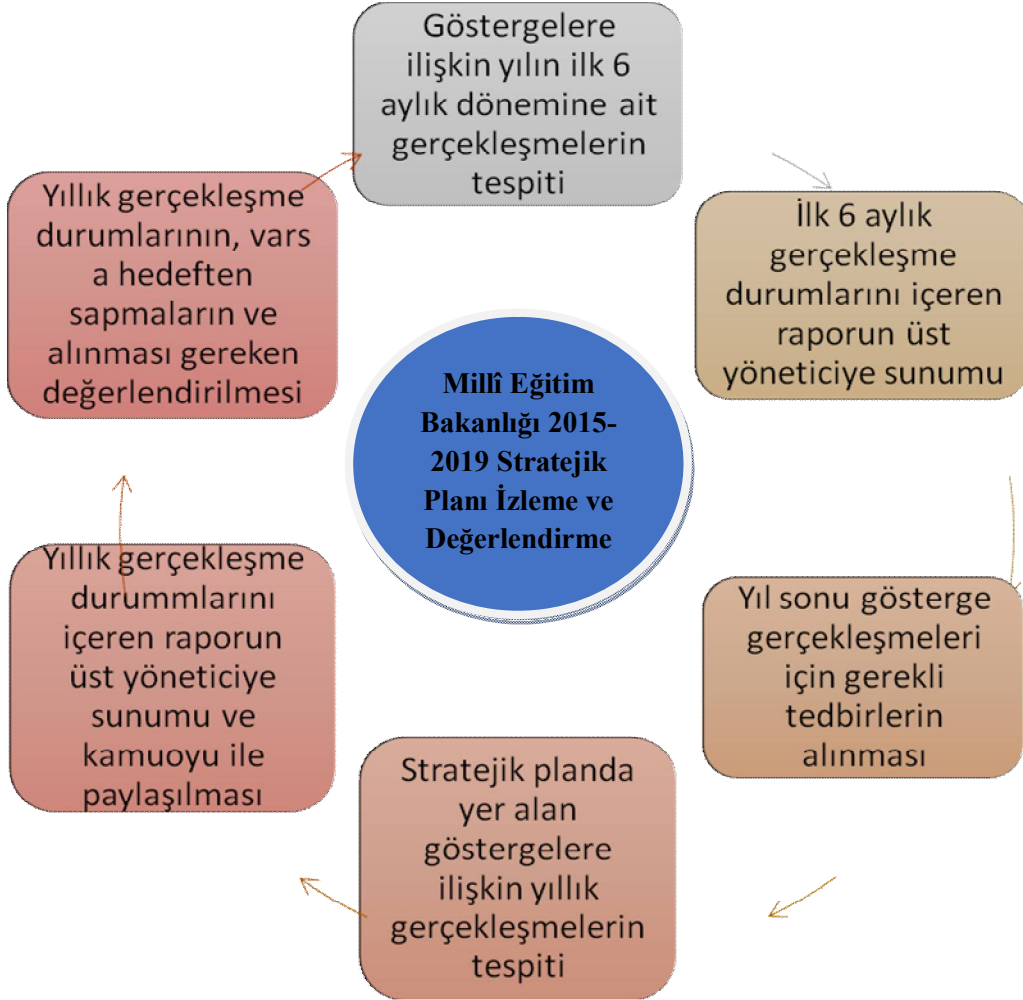 Göstergelere
ilişkin yılın ilk 6
aylık dönemine ait
gerçekleşmelerin
tespiti
İlk 6 aylık
gerçekleşme
durumlarını içeren
raporun üst
yöneticiye sunumu
Yıl sonu gösterge
gerçekleşmeleri
için gerekli
tedbirlerin
alınması
Stratejik planda
yer alan
göstergelere
ilişkin yıllık
gerçekleşmelerin
tespiti
Yıllık gerçekleşme
durummlarını
içeren raporun
üst yöneticiye
sunumu ve
kamuoyu ile
paylaşılması
Yıllık gerçekleşme
durumlarının, vars
a hedeften
sapmaların ve
alınması gereken
değerlendirilmesi
Millî Eğitim
Bakanlığı 2015-
2019 Stratejik
Planı İzleme ve
Değerlendirme